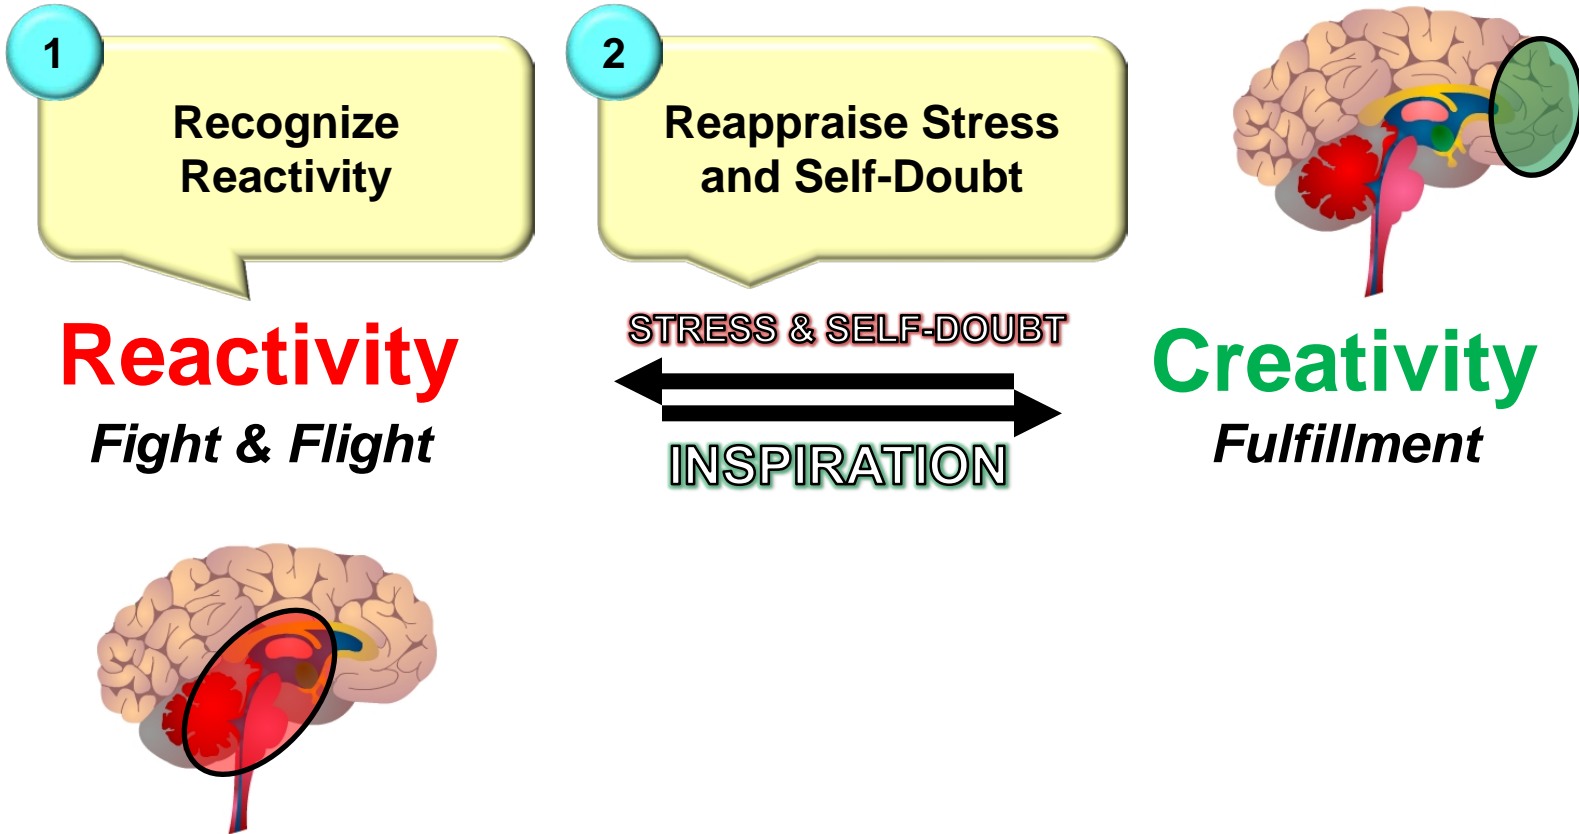 1
Recognize
Reactivity
2
Reappraise Stress
and Self-Doubt
STRESS & SELF-DOUBT
Reactivity
Fight & Flight
INSPIRATION
Creativity
Fulfillment